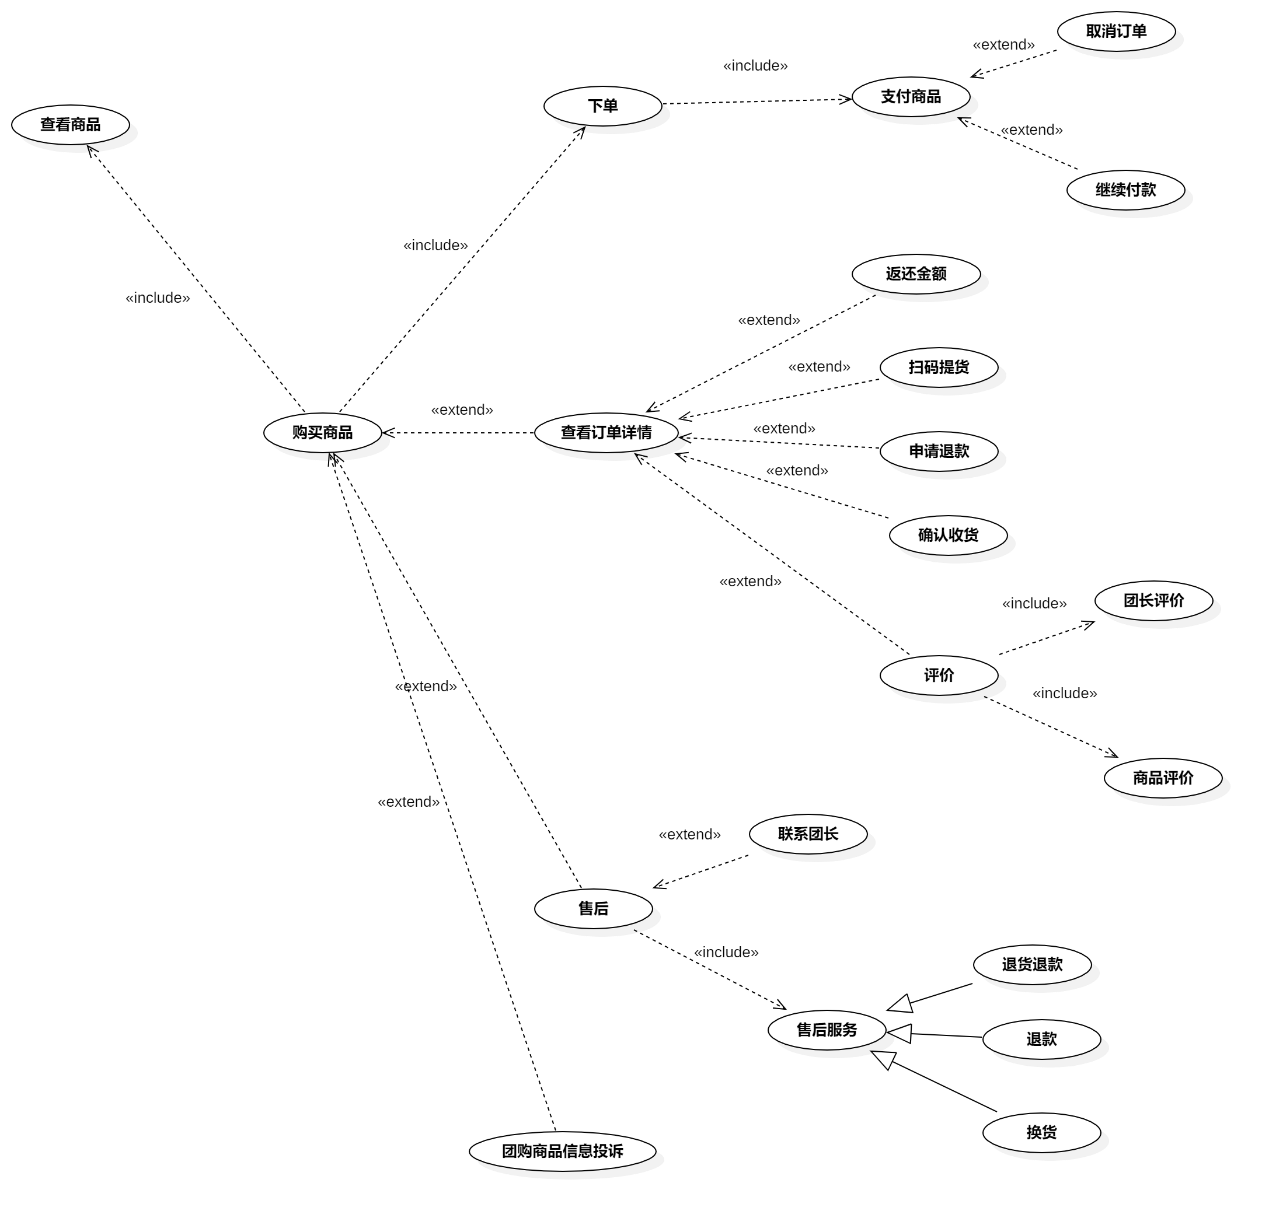 取消订单
«extend»
«include»
支付商品
下单
查看商品
«extend»
继续付款
«include»
返还金额
«include»
«extend»
扫码提货
«extend»
«extend»
购买商品
查看订单详情
«extend»
申请退款
«extend»
确认收货
«extend»
团长评价
«include»
评价
«extend»
«include»
商品评价
«extend»
联系团长
«extend»
售后
«include»
退货退款
售后服务
退款
换货
团购商品信息投诉